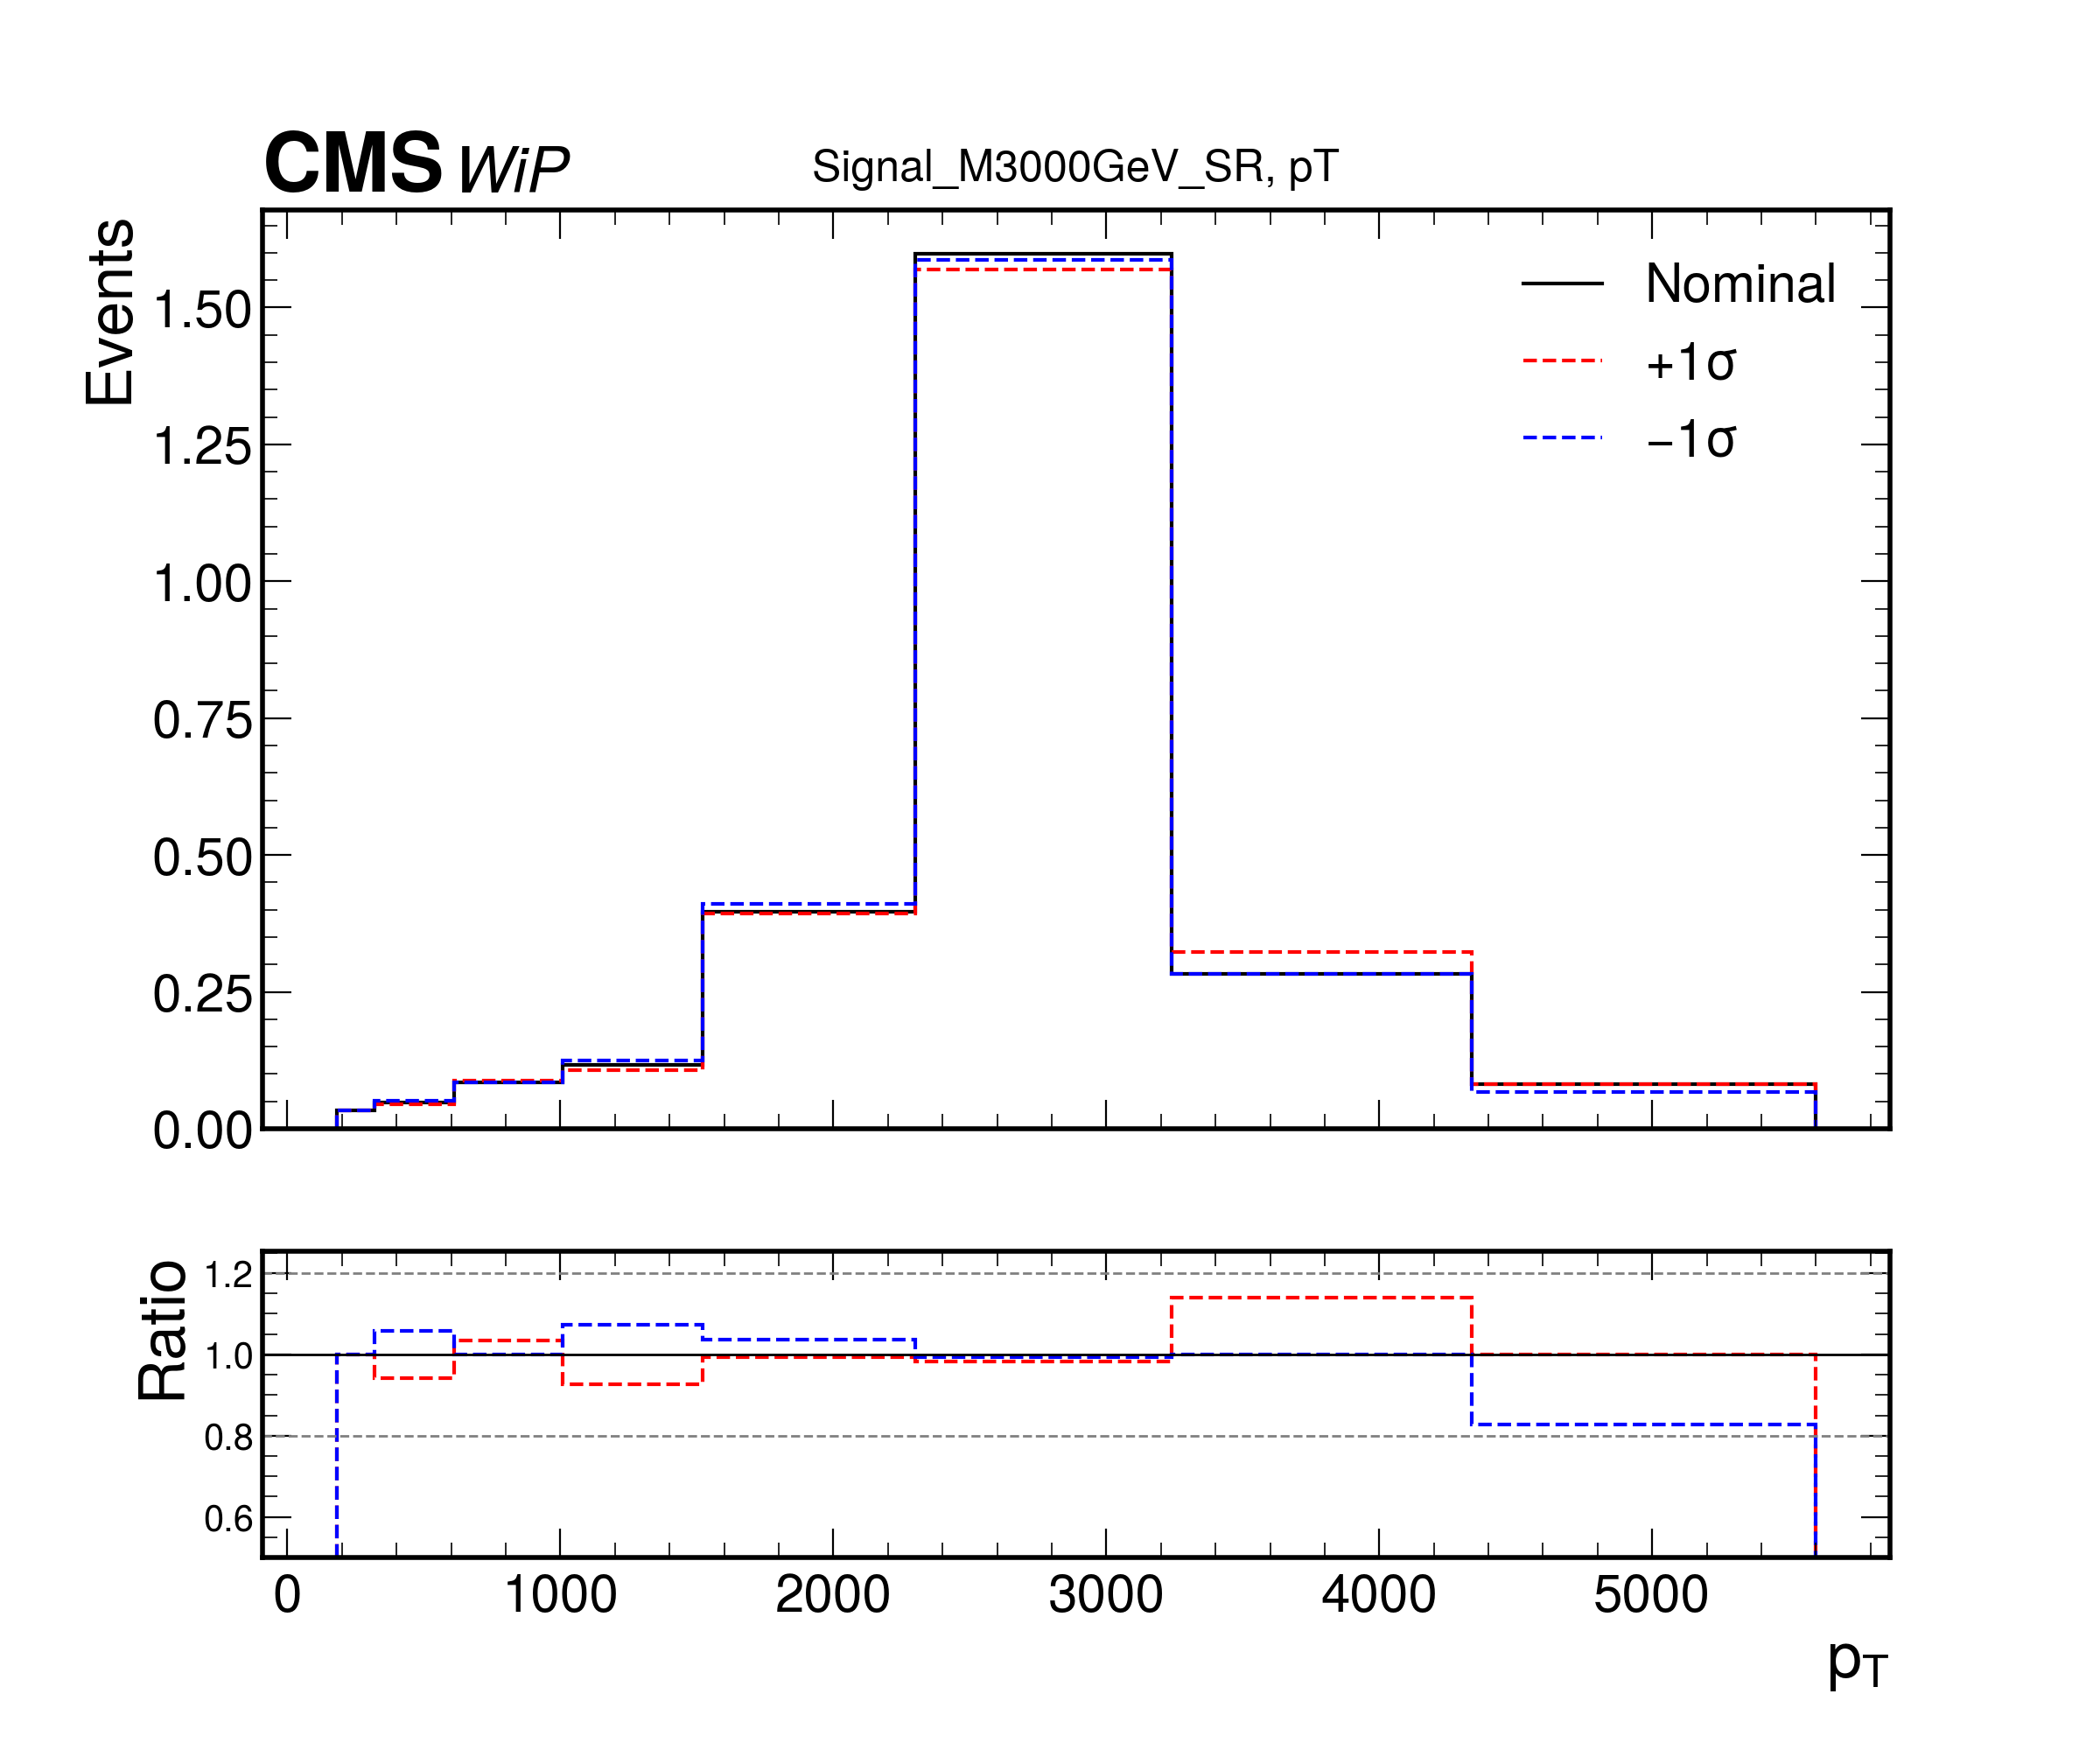 CMS WiP
Signal_M3000GeV_SR, pT
Events
1.50
1.25
1.00
0.75
0.50
0.25
0.00
Nominal
+1σ
−1σ
Ratio
1.2
1.0
0.8
0.6
0 1000 2000 3000 4000 5000
pT